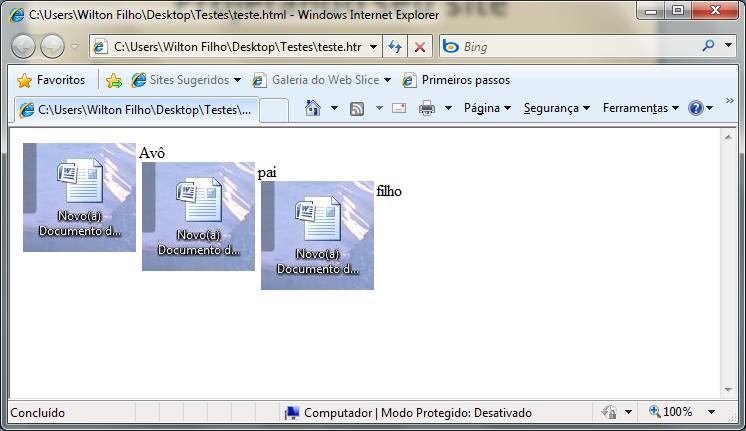 C:\Users\Wilton Filho\Desktop\Testes\teste.html - Windows Internet Explorer
C:\Users\Wilton Filho\Desktop\Testes\teste.htr
Bing
Favoritos
Sites Sugeridos
Galeria do Web Slice
Primeiros passos
C:\Users\Wilton Filho\Desktop\Testes\...
Página
Segurança
Ferramentas
Avô
pai
filho
Novo(a)
Documento d...
Novo(a)
Documento d...
Novo(a)
Documento d...
Concluído
Computador | Modo Protegido: Desativado
100%